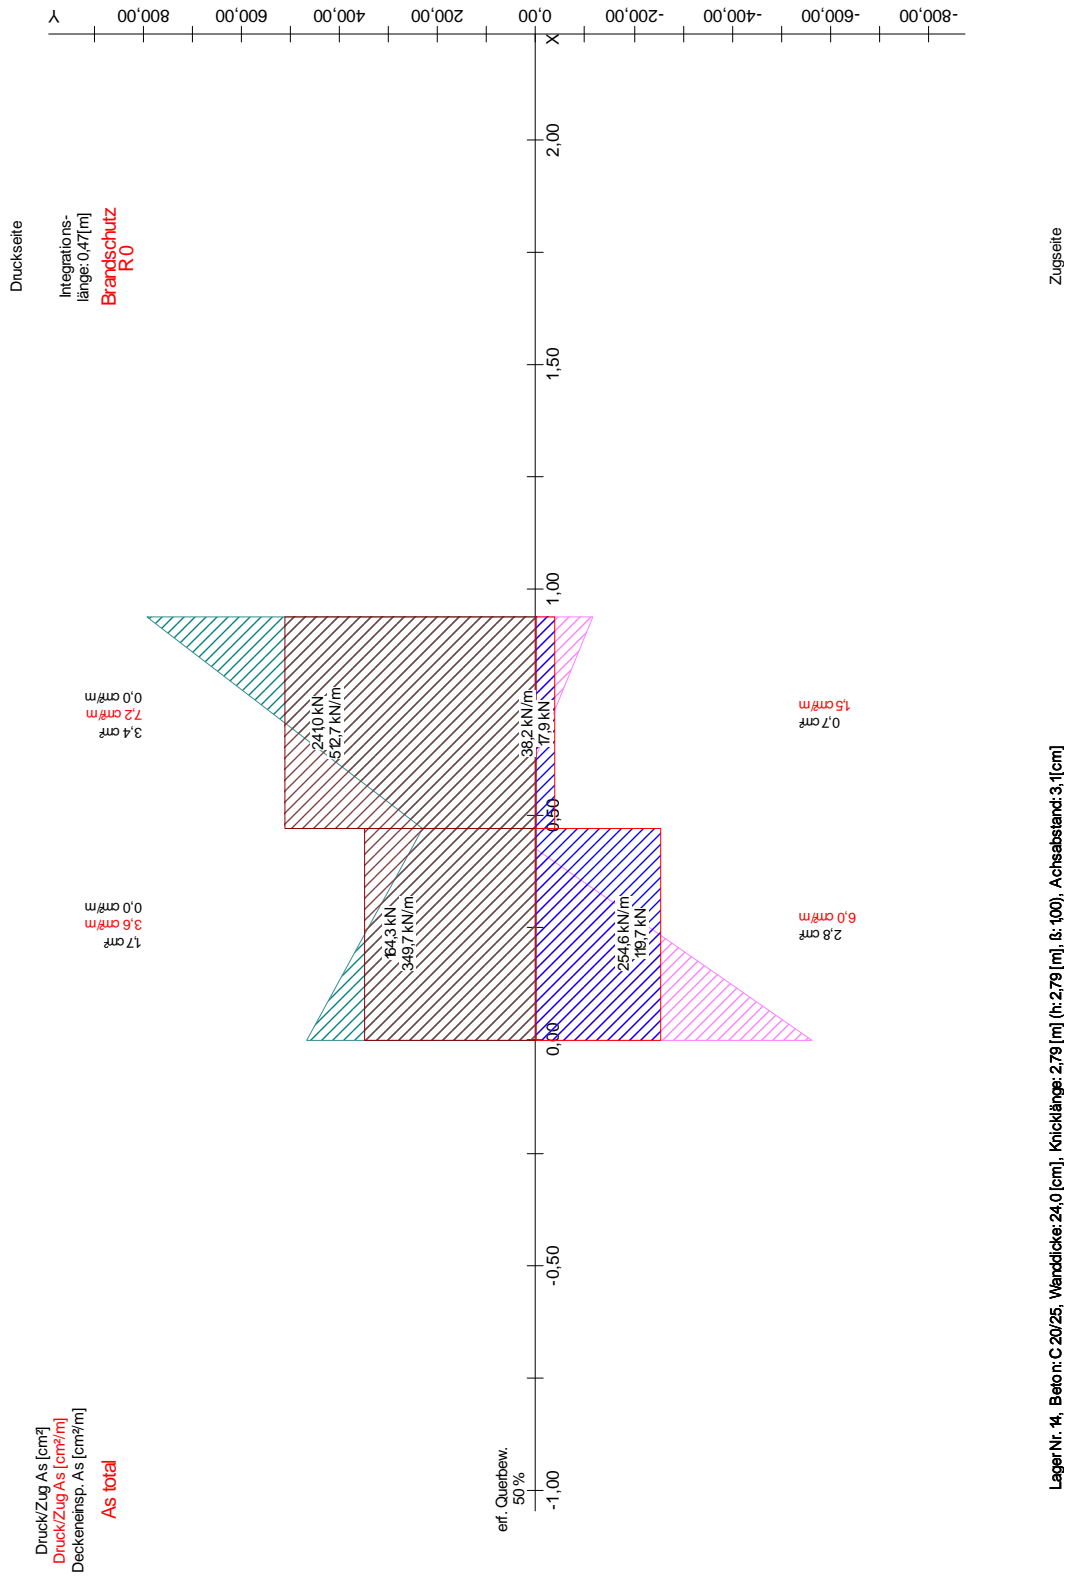 Druckseite
Integrations-
länge: 0,47[m]
Brandschutz
R 0
Druck/Zug As [cm²]
Druck/Zug As [cm²/m]
Deckeneinsp. As [cm²/m]
As total
Y
800,00
600,00
400,00
200,00
0,00
-200,00
-400,00
-600,00
-800,00
X
2,00
1,50
1,00
0,50
0,00
-0,50
-1,00
erf. Querbew.
50 %
0,0 cm²/m
7,2 cm²/m
3,4 cm²
0,0 cm²/m
3,6 cm²/m
1,7 cm²
241,0 kN
512,7 kN/m
164,3 kN
349,7 kN/m
38,2 kN/m
17,9 kN
254,6 kN/m
119,7 kN
1,5 cm²/m
0,7 cm²
6,0 cm²/m
2,8 cm²
Zugseite
Lager Nr. 14, Beton: C 20/25, Wanddicke: 24,0 [cm], Knicklänge: 2,79 [m] (h: 2,79 [m], ß: 1,00), Achsabstand: 3,1[cm]